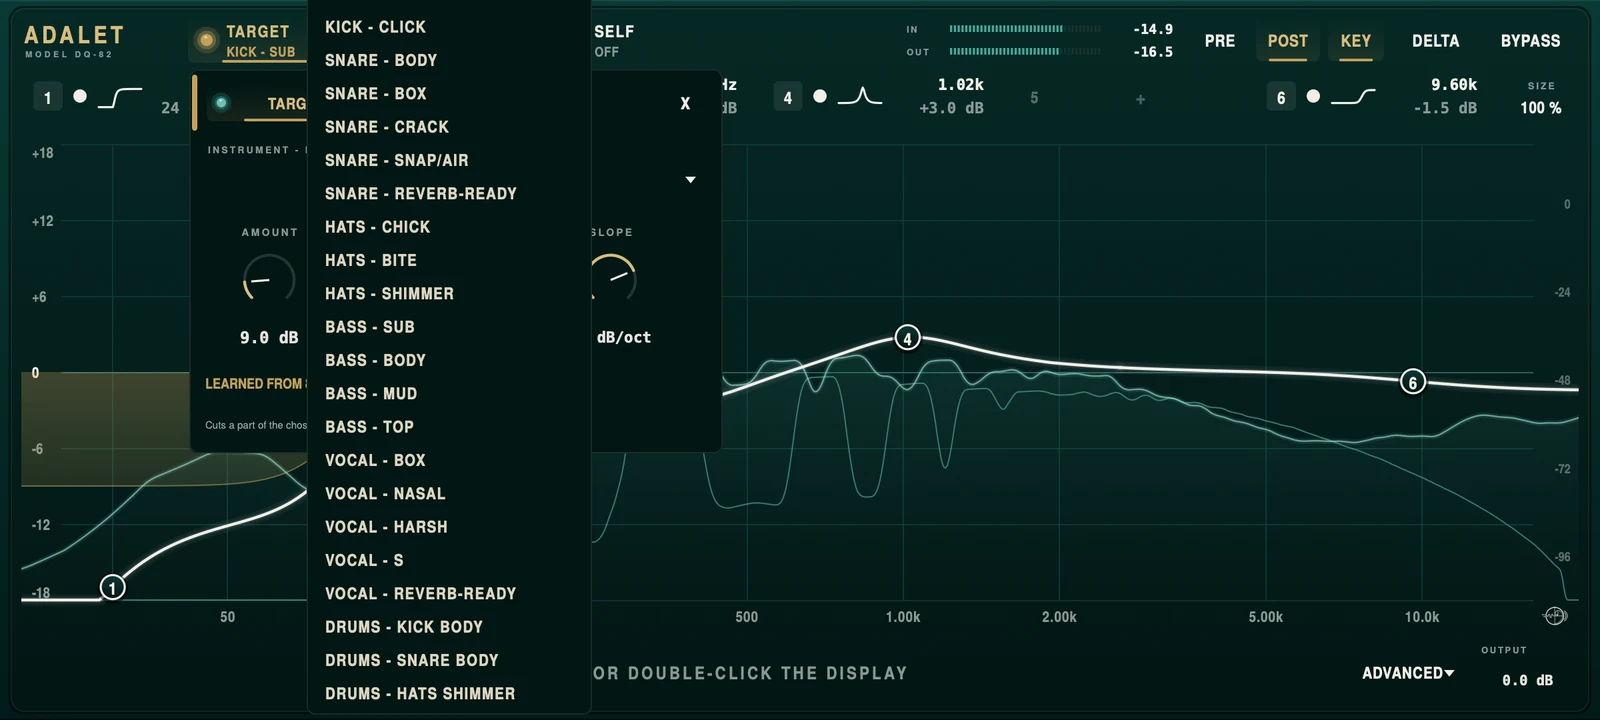 ADALET
MODEL DQ-82
TARGET
KICK - SUB
SELF
OFF
IN
-14.9
OUT
-16.5
PRE
POST
KEY
DELTA
BYPASS
1
24
Hz
dB
4
1.02k
+3.0 dB
5
+
6
9.60k
-1.5 dB
SIZE
100 %
TARG
X
INSTRUMENT -
AMOUNT
9.0 dB
SLOPE
dB/oct
LEARNED FROM
Cuts a part of the chos
KICK - CLICK
SNARE - BODY
SNARE - BOX
SNARE - CRACK
SNARE - SNAP/AIR
SNARE - REVERB-READY
HATS - CHICK
HATS - BITE
HATS - SHIMMER
BASS - SUB
BASS - BODY
BASS - MUD
BASS - TOP
VOCAL - BOX
VOCAL - NASAL
VOCAL - HARSH
VOCAL - S
VOCAL - REVERB-READY
DRUMS - KICK BODY
DRUMS - SNARE BODY
DRUMS - HATS SHIMMER
+18
+12
+6
0
-6
-12
-18
0
-24
-48
-72
-96
4
6
1
50
500
1.00k
2.00k
5.00k
10.0k
OR DOUBLE-CLICK THE DISPLAY
ADVANCED
OUTPUT
0.0 dB